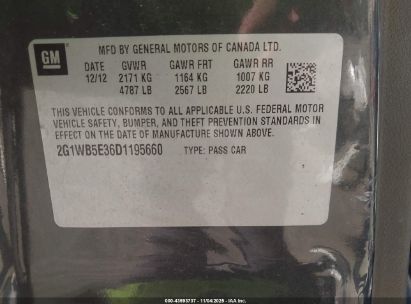 GM
MFD BY GENERAL MOTORS OF CANADA LTD.
DATE GVWR GAWR FRT GAWR RR
12/12 2171 KG 1164 KG 1007 KG
4787 LB 2567 LB 2220 LB
THIS VEHICLE CONFORMS TO ALL APPLICABLE U.S. FEDERAL MOTOR
VEHICLE SAFETY, BUMPER, AND THEFT PREVENTION STANDARDS IN
EFFECT ON THE DATE OF MANUFACTURE SHOWN ABOVE.
2G1WB5E36D1195660 TYPE: PASS CAR